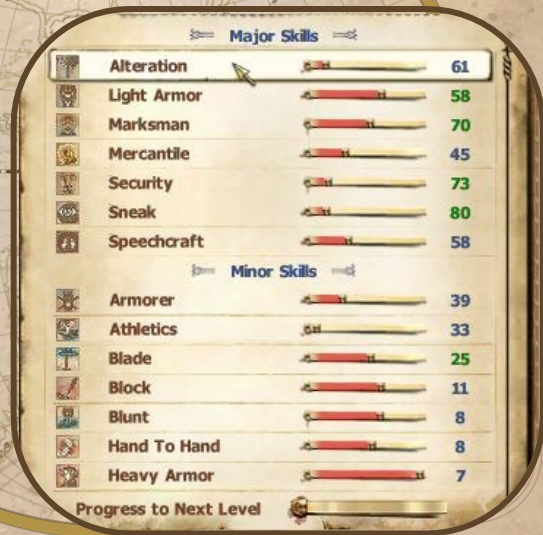 Major Skills
Alteration 61
Light Armor 58
Marksman 70
Mercantile 45
Security 73
Sneak 80
Speechcraft 58
Minor Skills
Armorer 39
Athletics 33
Blade 25
Block 11
Blunt 8
Hand To Hand 8
Heavy Armor 7
Progress to Next Level